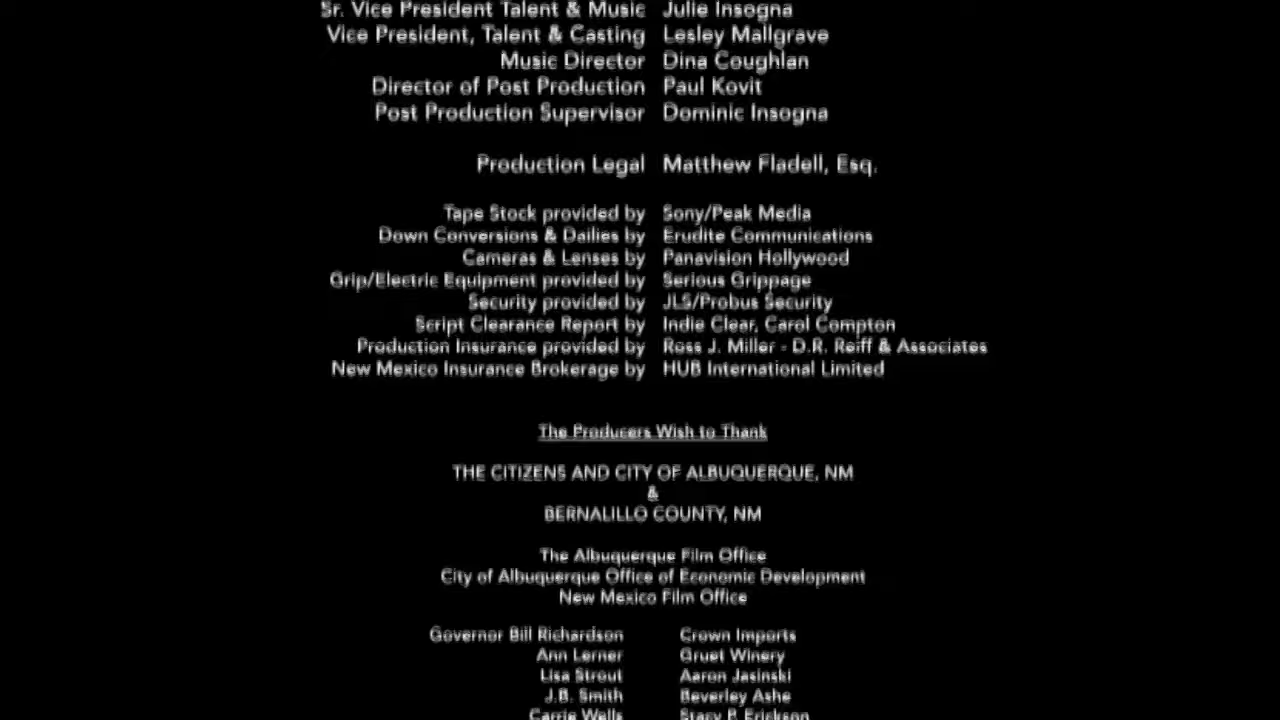 Sr. Vice President Talent & Music Julie Insogna
Vice President, Talent & Casting Lesley Mallgrave
Music Director Dina Coughlan
Director of Post Production Paul Kovit
Post Production Supervisor Dominic Insogna
Production Legal Matthew Fladell, Esq.
Tape Stock provided by Sony/Peak Media
Down Conversions & Dailies by Erudite Communications
Cameras & Lenses by Panavision Hollywood
Grip/Electric Equipment provided by Serious Grippage
Security provided by JLS/Probus Security
Script Clearance Report by Indie Clear, Carol Compton
Production Insurance provided by Ross J. Miller - D.R. Reiff & Associates
New Mexico Insurance Brokerage by HUB International Limited
The Producers Wish to Thank
THE CITIZENS AND CITY OF ALBUQUERQUE, NM
&
BERNALILLO COUNTY, NM
The Albuquerque Film Office
City of Albuquerque Office of Economic Development
New Mexico Film Office
Governor Bill Richardson Crown Imports
Ann Lerner Gruet Winery
Lisa Strout Aaron Jasinski
J.B. Smith Beverley Ashe
Carrie Wells Stacy P. Erickson